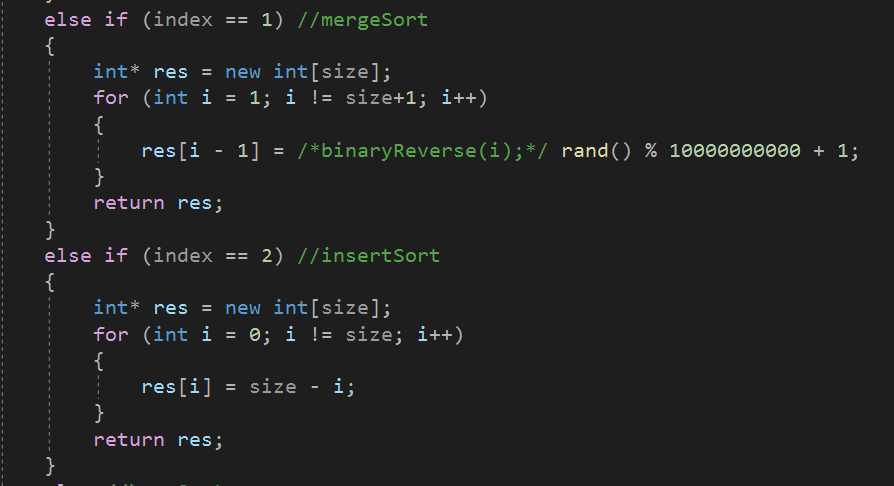 else if (index == 1) //mergeSort
{
int* res = new int[size];
for (int i = 1; i != size+1; i++)
{
res[i - 1] = /*binaryReverse(i);*/ rand() % 10000000000 + 1;
}
return res;
}
else if (index == 2) //insertSort
{
int* res = new int[size];
for (int i = 0; i != size; i++)
{
res[i] = size - i;
}
return res;
}